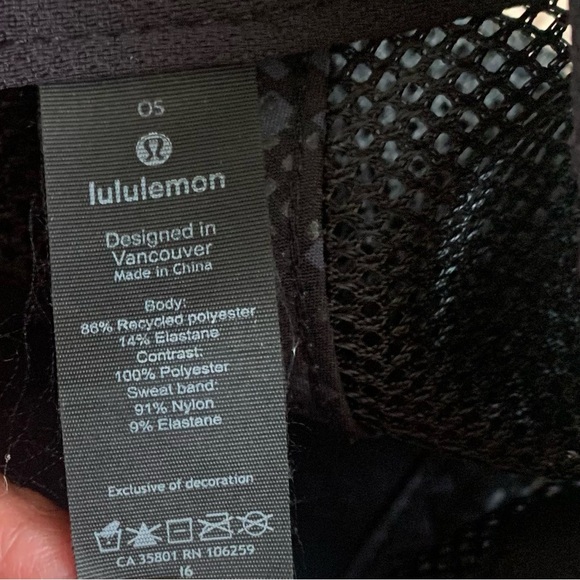 OS
lululemon
Designed in
Vancouver
Made in China
Body:
86% Recycled polyester
14% Elastane
Contrast:
100% Polyester
Sweat band:
91% Nylon
9% Elastane
Exclusive of decoration
CA 35801 RN 106259
16